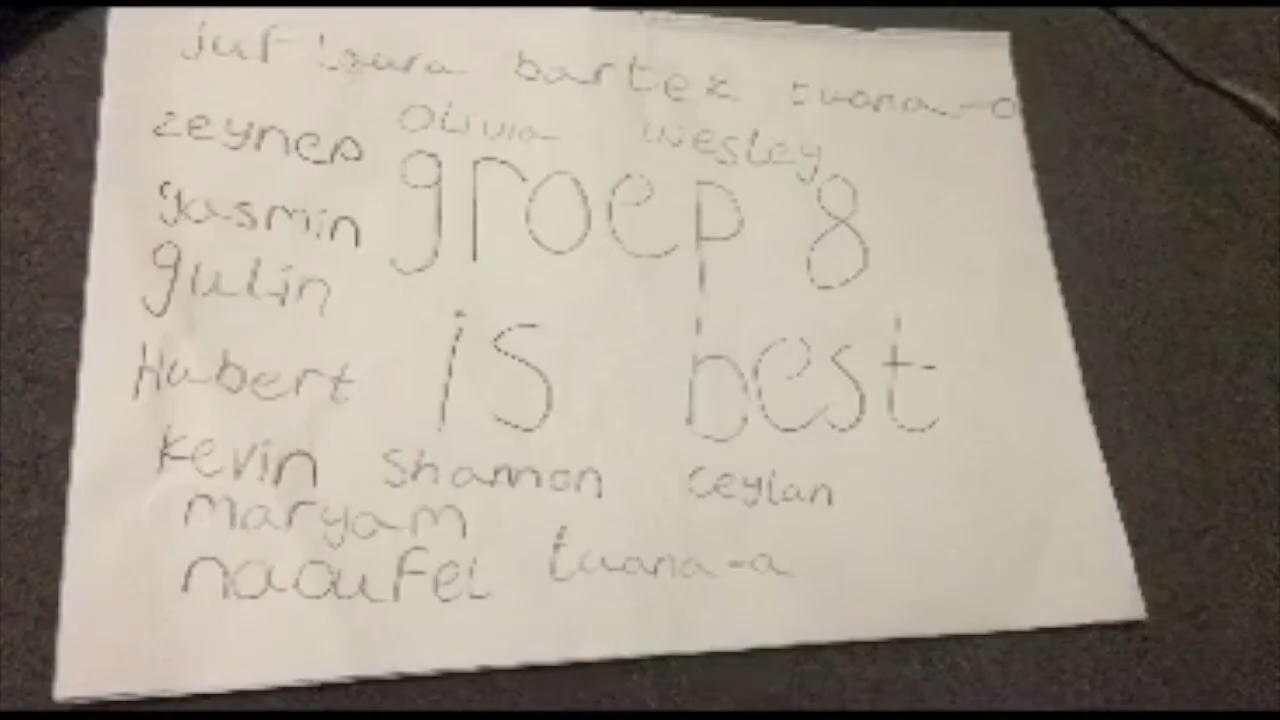 juf laura bartek tuana-o
zeynep olivia wesley
yasmin groep 8
gulin
Hubert is best
kevin shannon ceylan
maryam
naoufel tuana-a